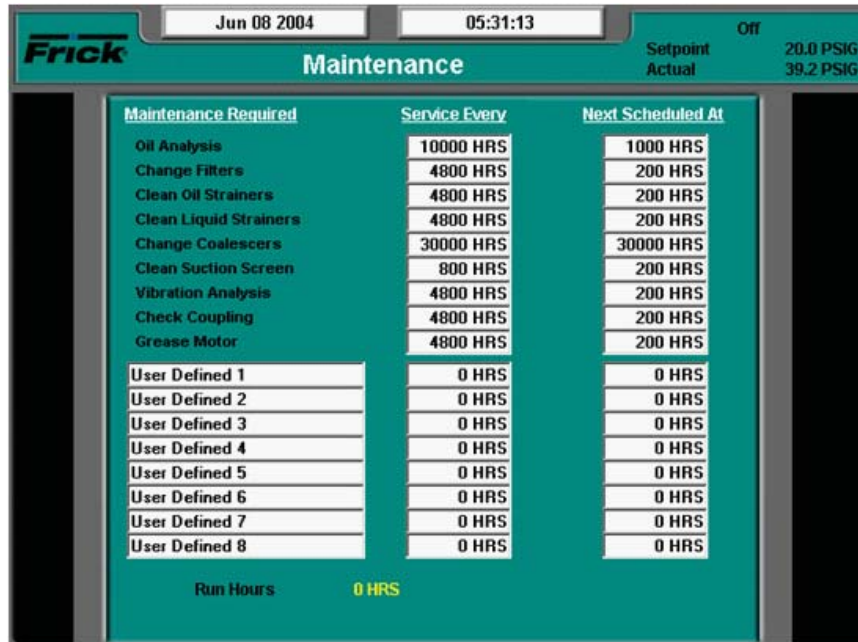 Jun 08 2004 05:31:13 Off
Frick Setpoint 20.0 PSIG
Maintenance Actual 39.2 PSIG
Maintenance Required Service Every Next Scheduled At
Oil Analysis 10000 HRS 1000 HRS
Change Filters 4800 HRS 200 HRS
Clean Oil Strainers 4800 HRS 200 HRS
Clean Liquid Strainers 4800 HRS 200 HRS
Change Coalescers 30000 HRS 30000 HRS
Clean Suction Screen 800 HRS 200 HRS
Vibration Analysis 4800 HRS 200 HRS
Check Coupling 4800 HRS 200 HRS
Grease Motor 4800 HRS 200 HRS
User Defined 1 0 HRS 0 HRS
User Defined 2 0 HRS 0 HRS
User Defined 3 0 HRS 0 HRS
User Defined 4 0 HRS 0 HRS
User Defined 5 0 HRS 0 HRS
User Defined 6 0 HRS 0 HRS
User Defined 7 0 HRS 0 HRS
User Defined 8 0 HRS 0 HRS
Run Hours 0 HRS